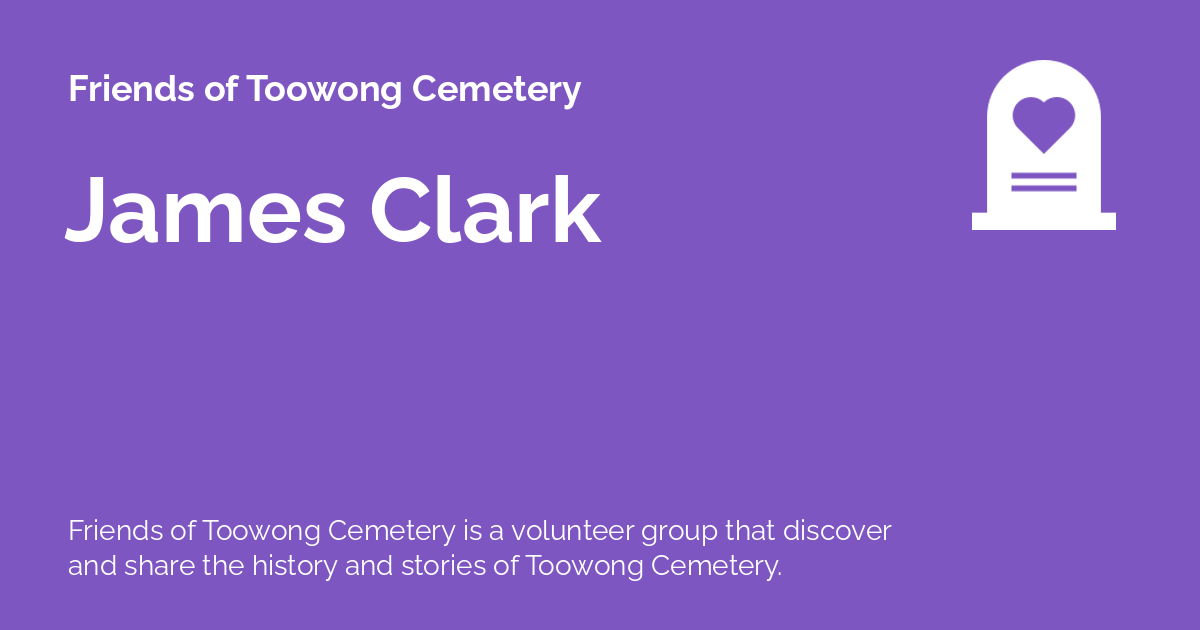 Friends of Toowong Cemetery
James Clark
Friends of Toowong Cemetery is a volunteer group that discover
and share the history and stories of Toowong Cemetery.